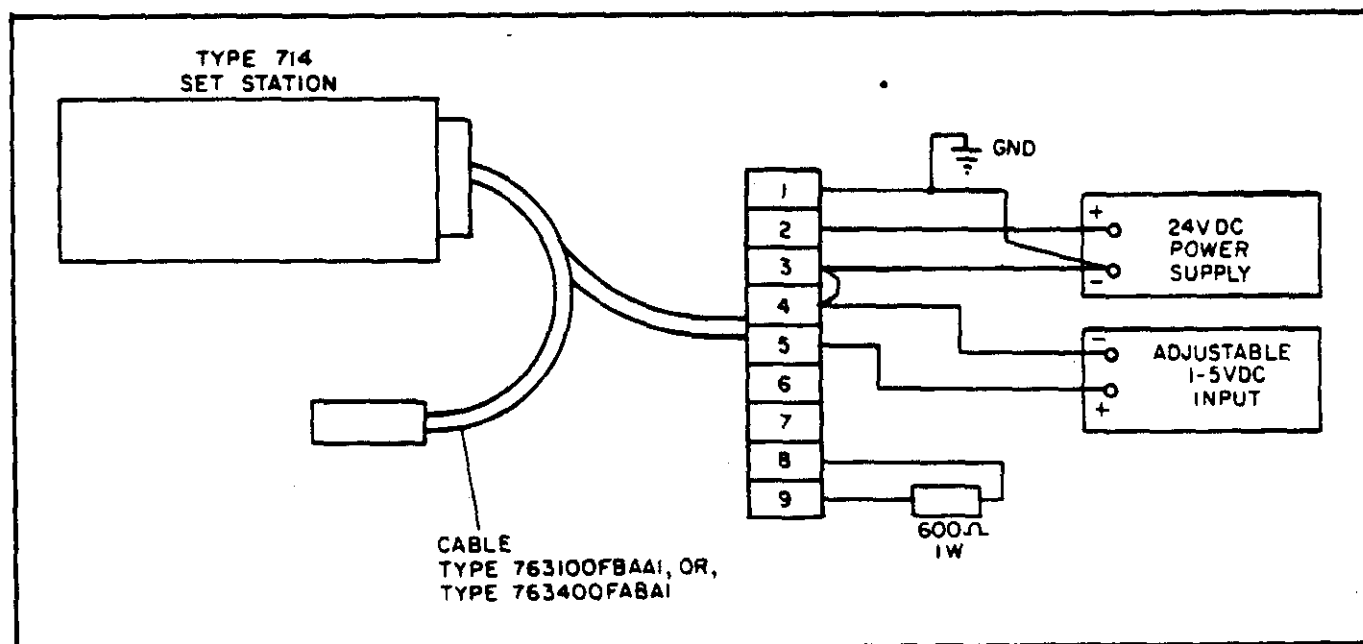 TYPE 714
SET STATION
GND
1
2
3
4
5
6
7
8
9
+
24V DC
POWER
SUPPLY
-
-
ADJUSTABLE
1-5VDC
INPUT
+
600Ω
1W
CABLE
TYPE 763100FBAA1, OR,
TYPE 763400FABA1